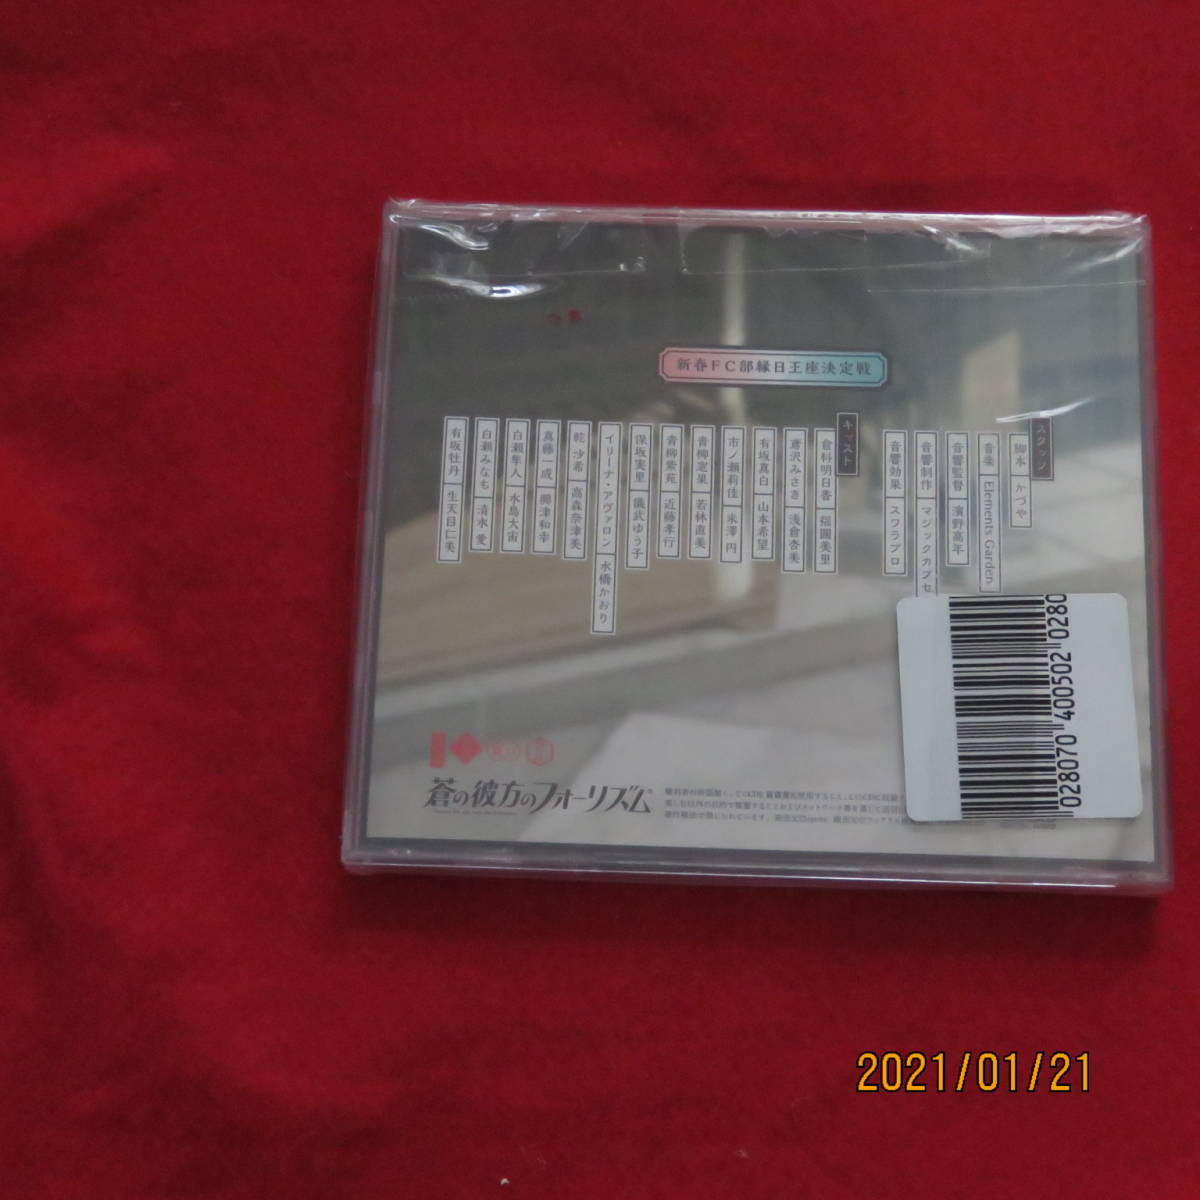 新春FC部縁日王座決定戦
スタッフ
脚本 かづや
音楽 Elements Garden
音響監督 濱野高年
音響制作 マジックカプセ
音響効果 スワラプロ
キャスト
倉科明日香 福圓美里
鳶沢みさき 浅倉杏美
有坂真白 山本希望
市ノ瀬莉佳 米澤円
青柳窓果 若林直美
青柳紫苑 近藤孝行
保坂実里 儀武ゆう子
イリーナ・アヴァロン 水橋かおり
乾沙希 高森奈津美
真藤一成 興津和幸
白瀬隼人 水島大宙
白瀬みなも 清水愛
有坂牡丹 生天目仁美
蒼の彼方のフォーリズム
028070 400502 0280
2021/01/21